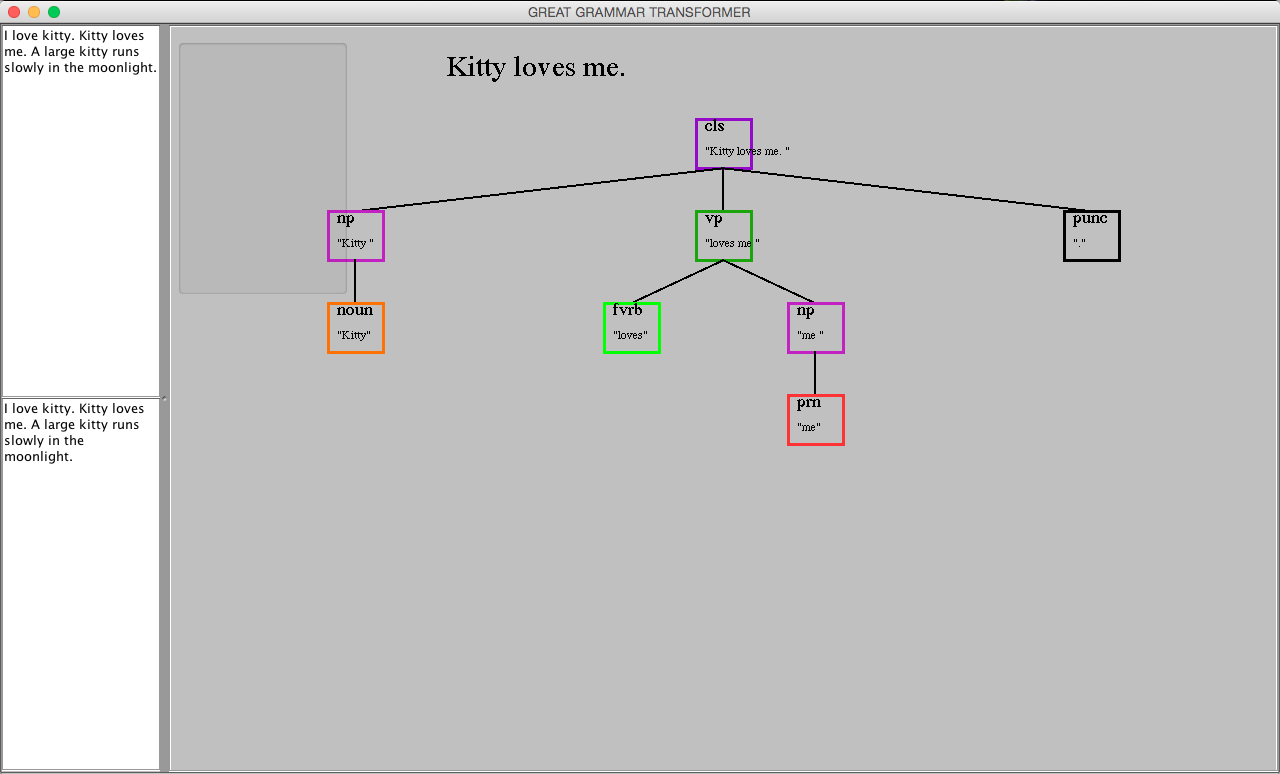 GREAT GRAMMAR TRANSFORMER
I love kitty. Kitty loves
me. A large kitty runs
slowly in the moonlight.
I love kitty. Kitty loves
me. A large kitty runs
slowly in the
moonlight.
Kitty loves me.
cls
"Kitty loves me. "
np
"Kitty "
vp
"loves me "
punc
"."
noun
"Kitty"
fvrb
"loves"
np
"me "
prn
"me"